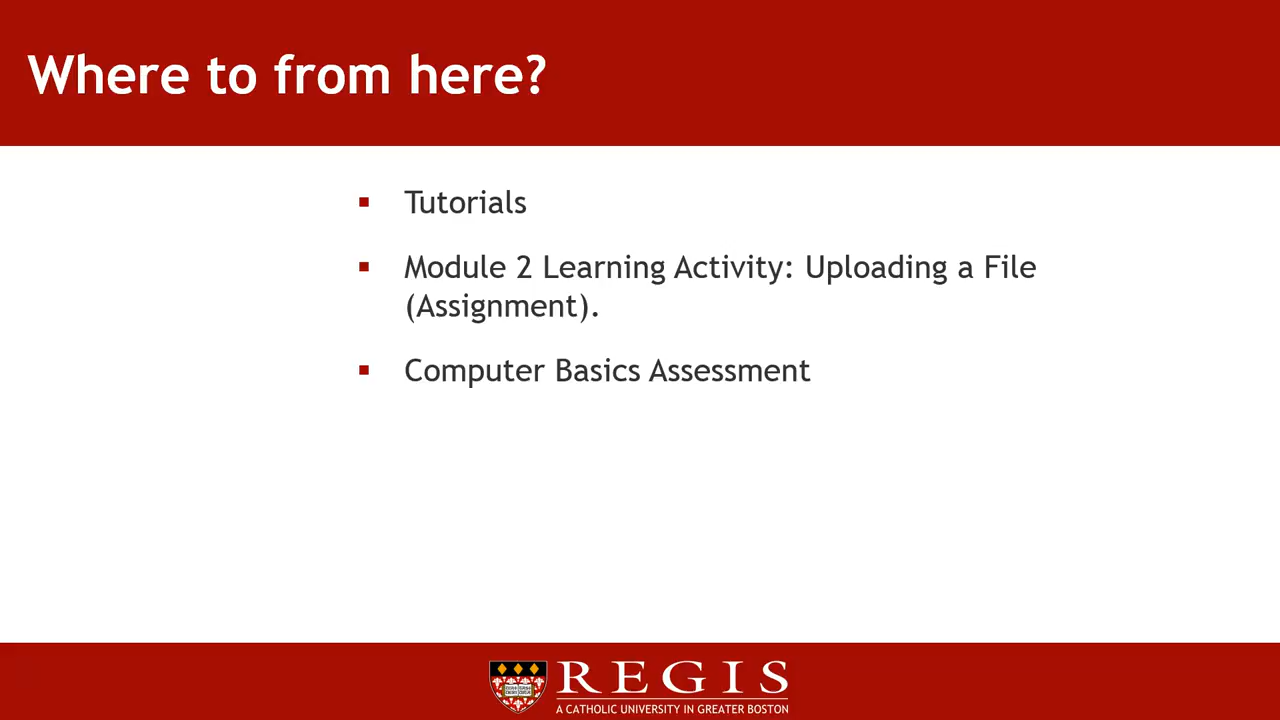 Where to from here?
▪ Tutorials
▪ Module 2 Learning Activity: Uploading a File
(Assignment).
▪ Computer Basics Assessment
REGIS
A CATHOLIC UNIVERSITY IN GREATER BOSTON